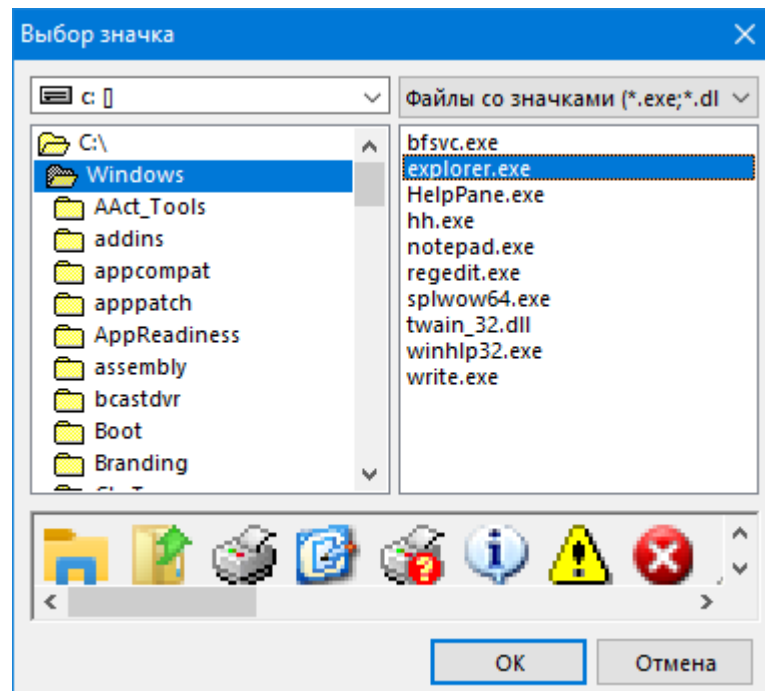 Выбор значка
c: []
Файлы со значками (*.exe;*.dl
C:\
Windows
AAct_Tools
addins
appcompat
apppatch
AppReadiness
assembly
bcastdvr
Boot
Branding
bfsvc.exe
explorer.exe
HelpPane.exe
hh.exe
notepad.exe
regedit.exe
splwow64.exe
twain_32.dll
winhlp32.exe
write.exe
ОК
Отмена